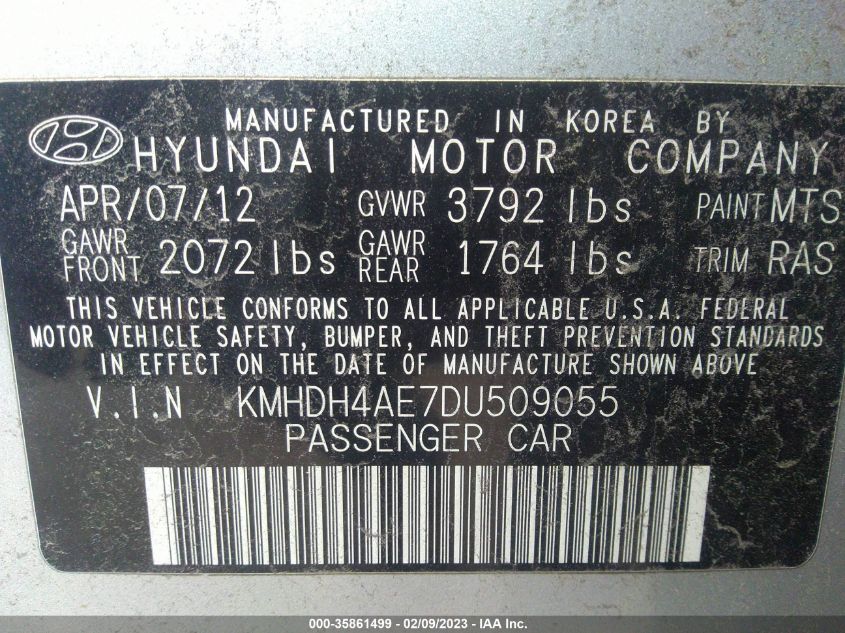 MANUFACTURED IN KOREA BY
HYUNDAI MOTOR COMPANY
APR/07/12 GVWR 3792 lbs PAINT MTS
GAWR FRONT 2072 lbs GAWR REAR 1764 lbs TRIM RAS
THIS VEHICLE CONFORMS TO ALL APPLICABLE U.S.A. FEDERAL
MOTOR VEHICLE SAFETY, BUMPER, AND THEFT PREVENTION STANDARDS
IN EFFECT ON THE DATE OF MANUFACTURE SHOWN ABOVE
V.I.N KMHDH4AE7DU509055
PASSENGER CAR
000-35861499 - 02/09/2023 - IAA Inc.